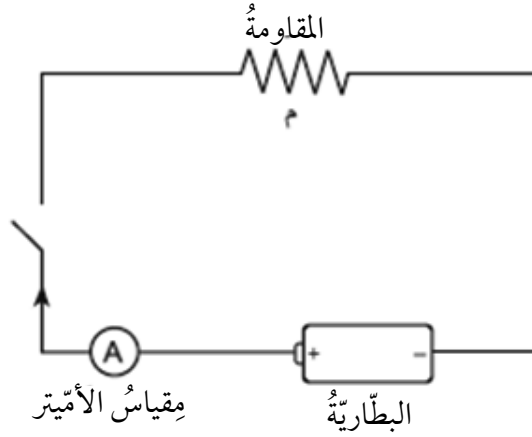 المقاومةُ
م
A
+ −
مِقياسُ الأمّيتر
البطّاريّةُ